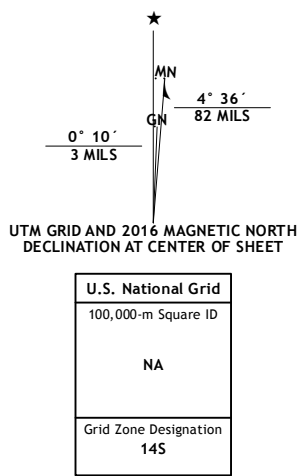 ★
MN
4° 36´
82 MILS
GN
0° 10´
3 MILS
UTM GRID AND 2016 MAGNETIC NORTH
DECLINATION AT CENTER OF SHEET
U.S. National Grid
100,000-m Square ID
NA
Grid Zone Designation
14S